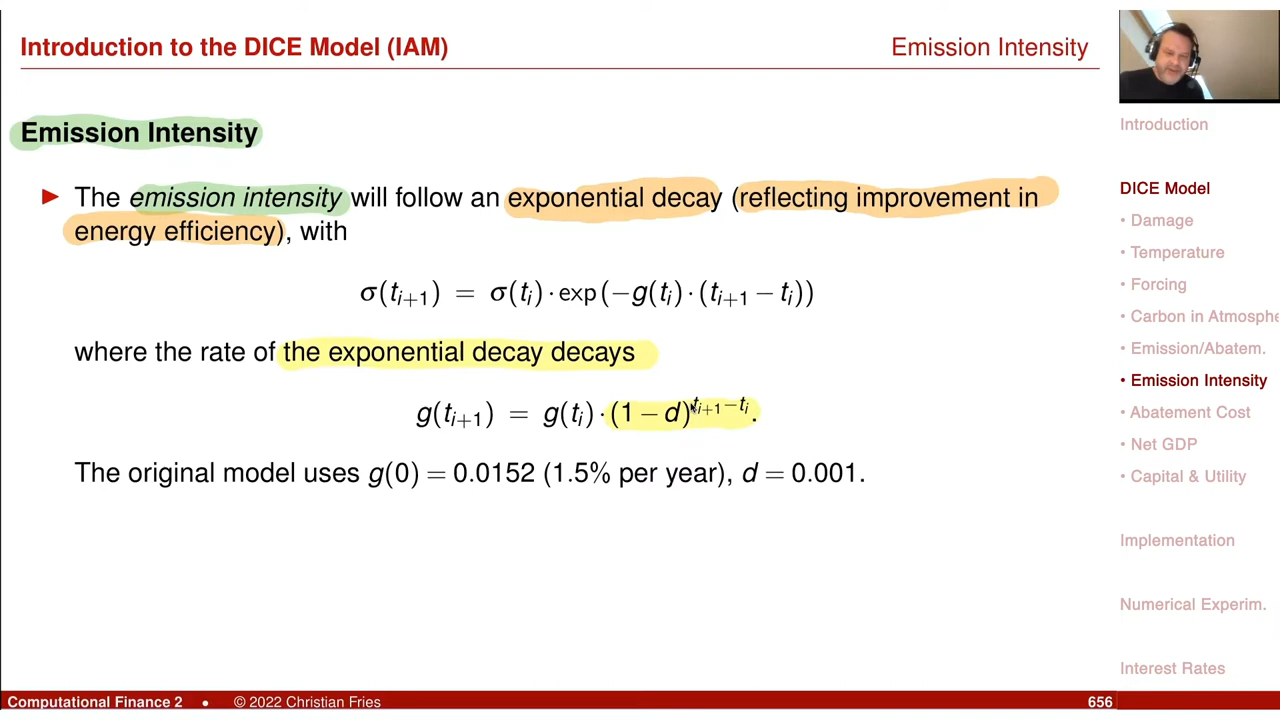 Introduction to the DICE Model (IAM)
Emission Intensity
Emission Intensity
► The emission intensity will follow an exponential decay (reflecting improvement in
energy efficiency), with
σ(tᵢ₊₁) = σ(tᵢ) · exp(−g(tᵢ) · (tᵢ₊₁ − tᵢ))
where the rate of the exponential decay decays
g(tᵢ₊₁) = g(tᵢ) · (1 − d)^{tᵢ₊₁ − tᵢ}.
The original model uses g(0) = 0.0152 (1.5% per year), d = 0.001.
Introduction
DICE Model
• Damage
• Temperature
• Forcing
• Carbon in Atmosphe
• Emission/Abatem.
• Emission Intensity
• Abatement Cost
• Net GDP
• Capital & Utility
Implementation
Numerical Experim.
Interest Rates
Computational Finance 2 • © 2022 Christian Fries 656